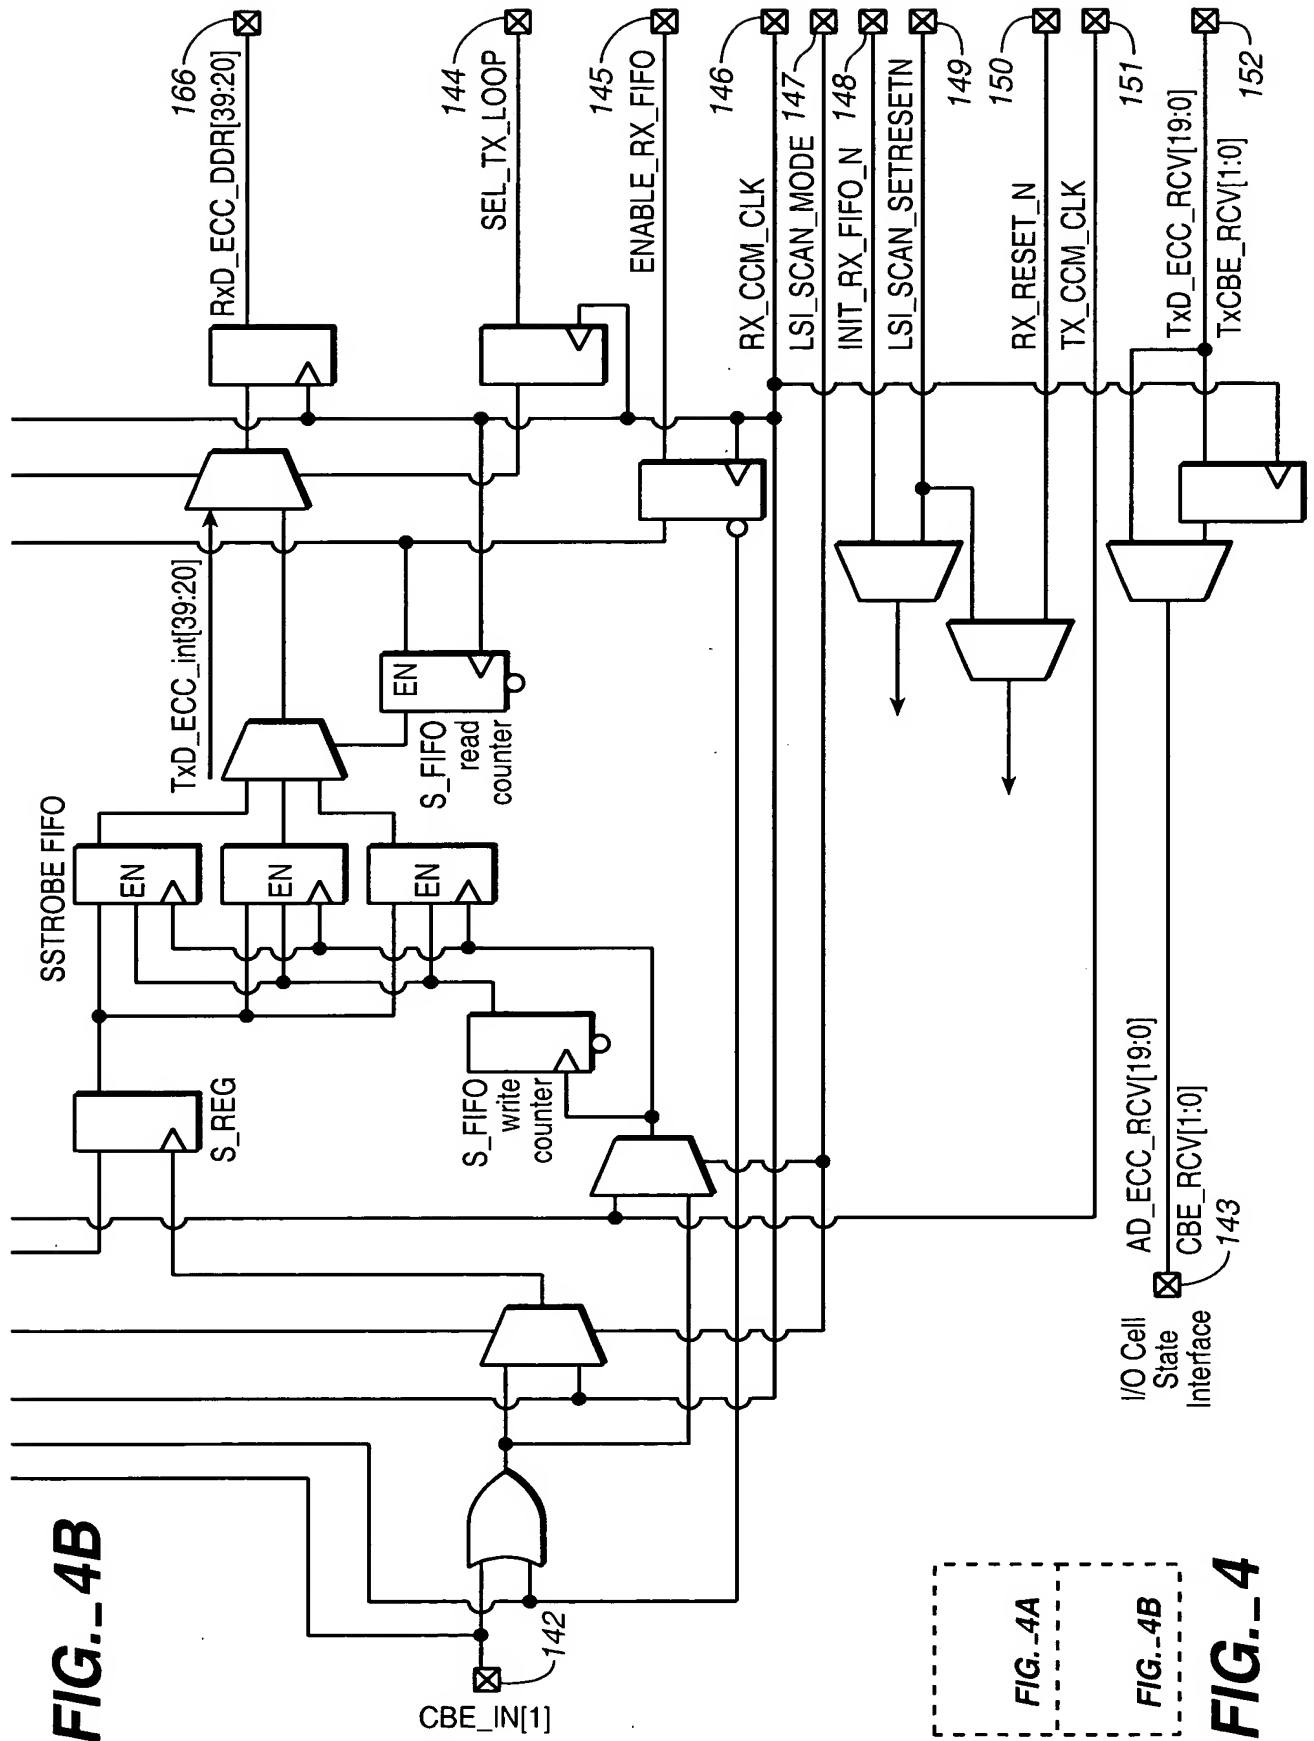 FIG._4B
CBE_IN[1]
142
SSTROBE FIFO
S_REG
EN
EN
EN
S_FIFO
write
counter
TxD_ECC_int[39:20]
EN
S_FIFO
read
counter
RxD_ECC_DDR[39:20]
166
SEL_TX_LOOP
144
ENABLE_RX_FIFO
145
RX_CCM_CLK
146
LSI_SCAN_MODE
147
INIT_RX_FIFO_N
148
LSI_SCAN_SETRESETN
149
RX_RESET_N
150
TX_CCM_CLK
151
TxD_ECC_RCV[19:0]
TxCBE_RCV[1:0]
152
AD_ECC_RCV[19:0]
CBE_RCV[1:0]
143
I/O Cell
State
Interface
FIG._4A
FIG._4B
FIG._4